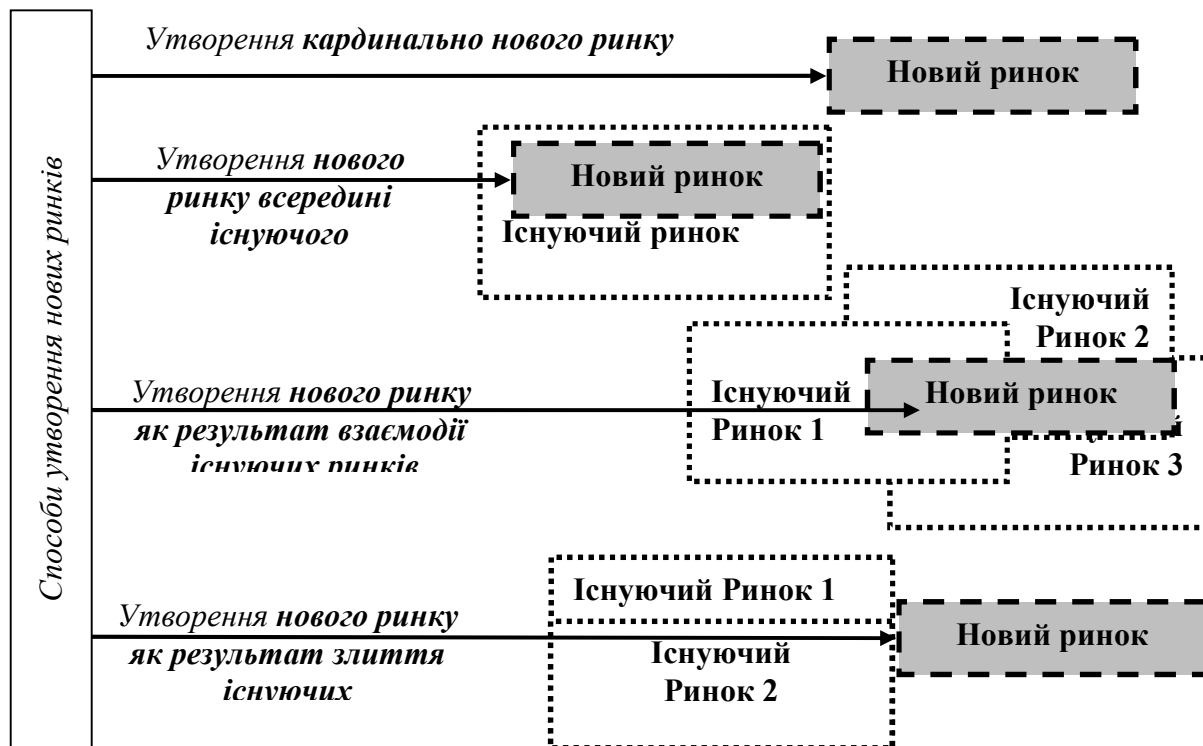 Способи утворення нових ринків
Утворення кардинально нового ринку
Новий ринок
Утворення нового
ринку всередині
існуючого
Новий ринок
Існуючий ринок
Утворення нового ринку
як результат взаємодії
існуючих ринків
Існуючий
Ринок 1
Існуючий
Ринок 2
Новий ринок
Ринок 3
Утворення нового ринку
як результат злиття
існуючих
Існуючий Ринок 1
Існуючий
Ринок 2
Новий ринок